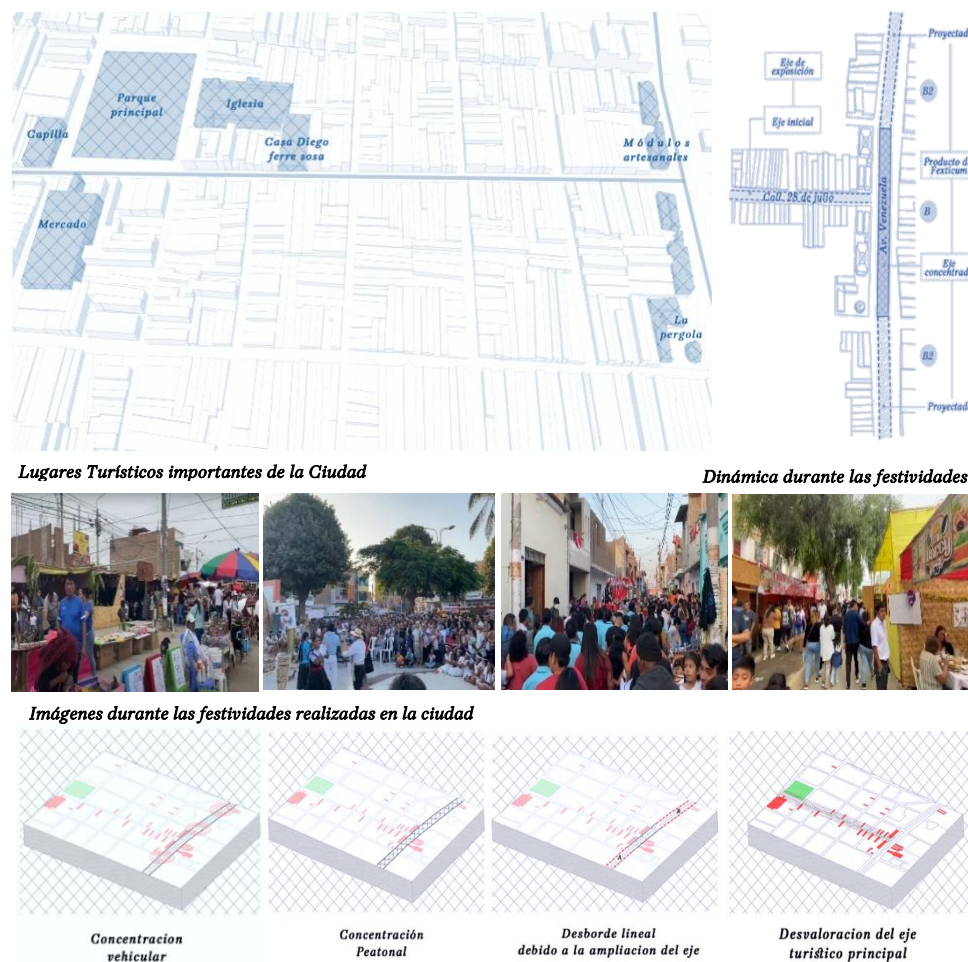 Parque
principal
Iglesia
Capilla
Casa Diego
ferre sosa
Módulos
artesanales
Mercado
La
pergola
Proyectad
Eje de
exposición
B2
Eje inicial
Producto d
Fexticum
Call. 28 de julio
Av. Venezuela
B
Eje
concentrad
B2
Proyectad
Lugares Turísticos importantes de la Ciudad
Dinámica durante las festividades
Imágenes durante las festividades realizadas en la ciudad
Concentracion
vehicular
Concentración
Peatonal
Desborde lineal
debido a la ampliacion del eje
Desvaloracion del eje
turistico principal